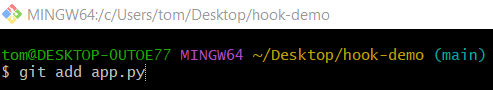 MINGW64:/c/Users/tom/Desktop/hook-demo
tom@DESKTOP-OUTOE77 MINGW64 ~/Desktop/hook-demo (main)
$ git add app.py